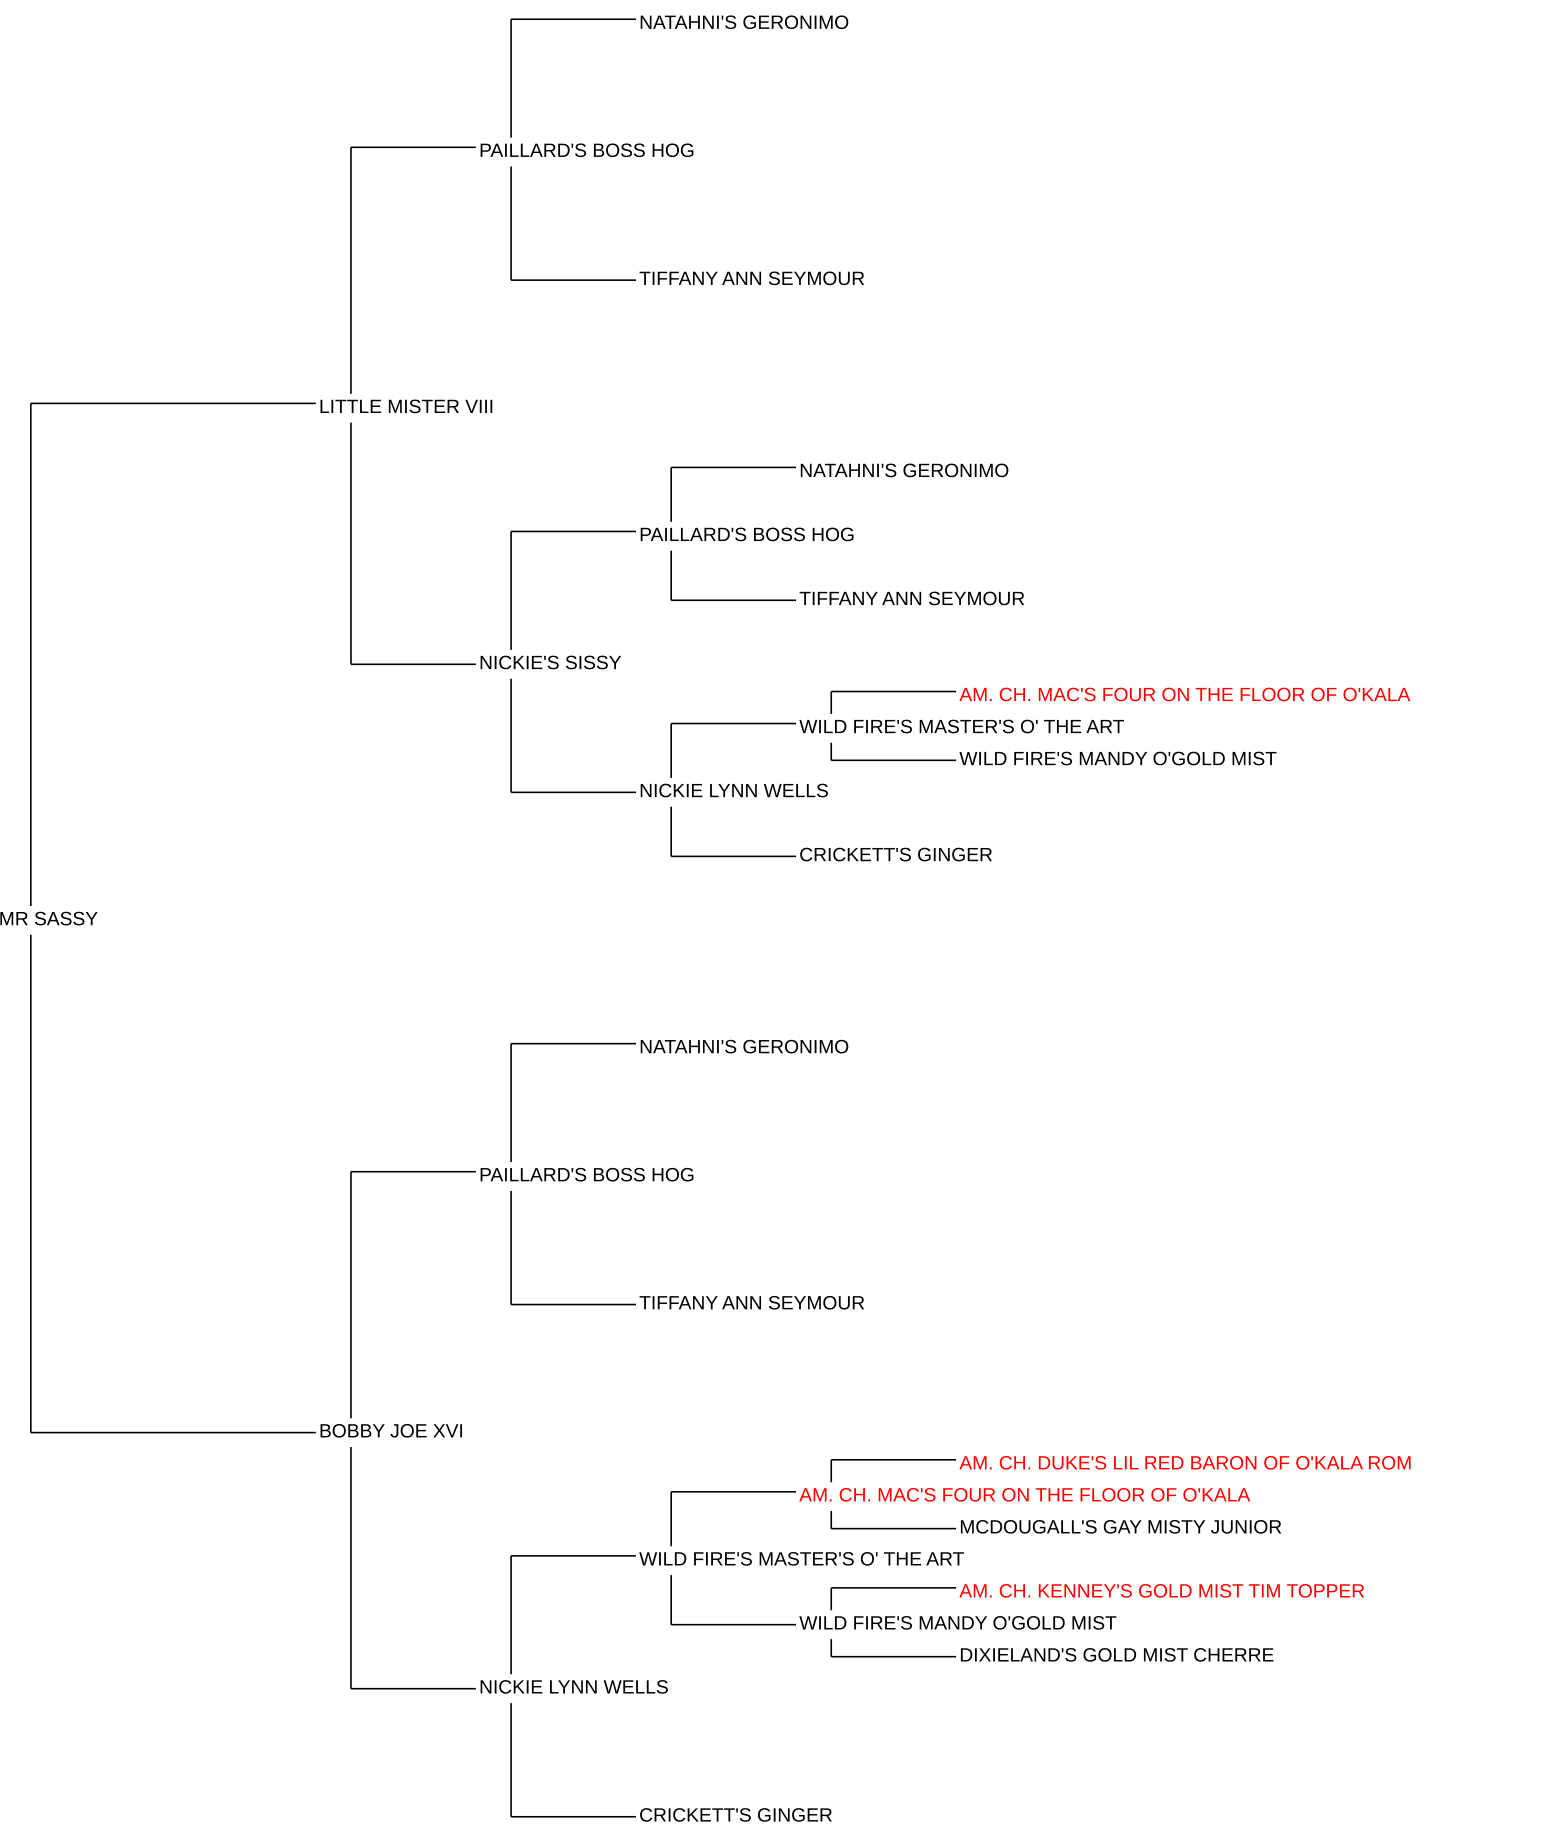 NATAHNI'S GERONIMO
PAILLARD'S BOSS HOG
TIFFANY ANN SEYMOUR
LITTLE MISTER VIII
NATAHNI'S GERONIMO
PAILLARD'S BOSS HOG
TIFFANY ANN SEYMOUR
NICKIE'S SISSY
AM. CH. MAC'S FOUR ON THE FLOOR OF O'KALA
WILD FIRE'S MASTER'S O' THE ART
WILD FIRE'S MANDY O'GOLD MIST
NICKIE LYNN WELLS
CRICKETT'S GINGER
MR SASSY
NATAHNI'S GERONIMO
PAILLARD'S BOSS HOG
TIFFANY ANN SEYMOUR
BOBBY JOE XVI
AM. CH. DUKE'S LIL RED BARON OF O'KALA ROM
AM. CH. MAC'S FOUR ON THE FLOOR OF O'KALA
MCDOUGALL'S GAY MISTY JUNIOR
WILD FIRE'S MASTER'S O' THE ART
AM. CH. KENNEY'S GOLD MIST TIM TOPPER
WILD FIRE'S MANDY O'GOLD MIST
DIXIELAND'S GOLD MIST CHERRE
NICKIE LYNN WELLS
CRICKETT'S GINGER